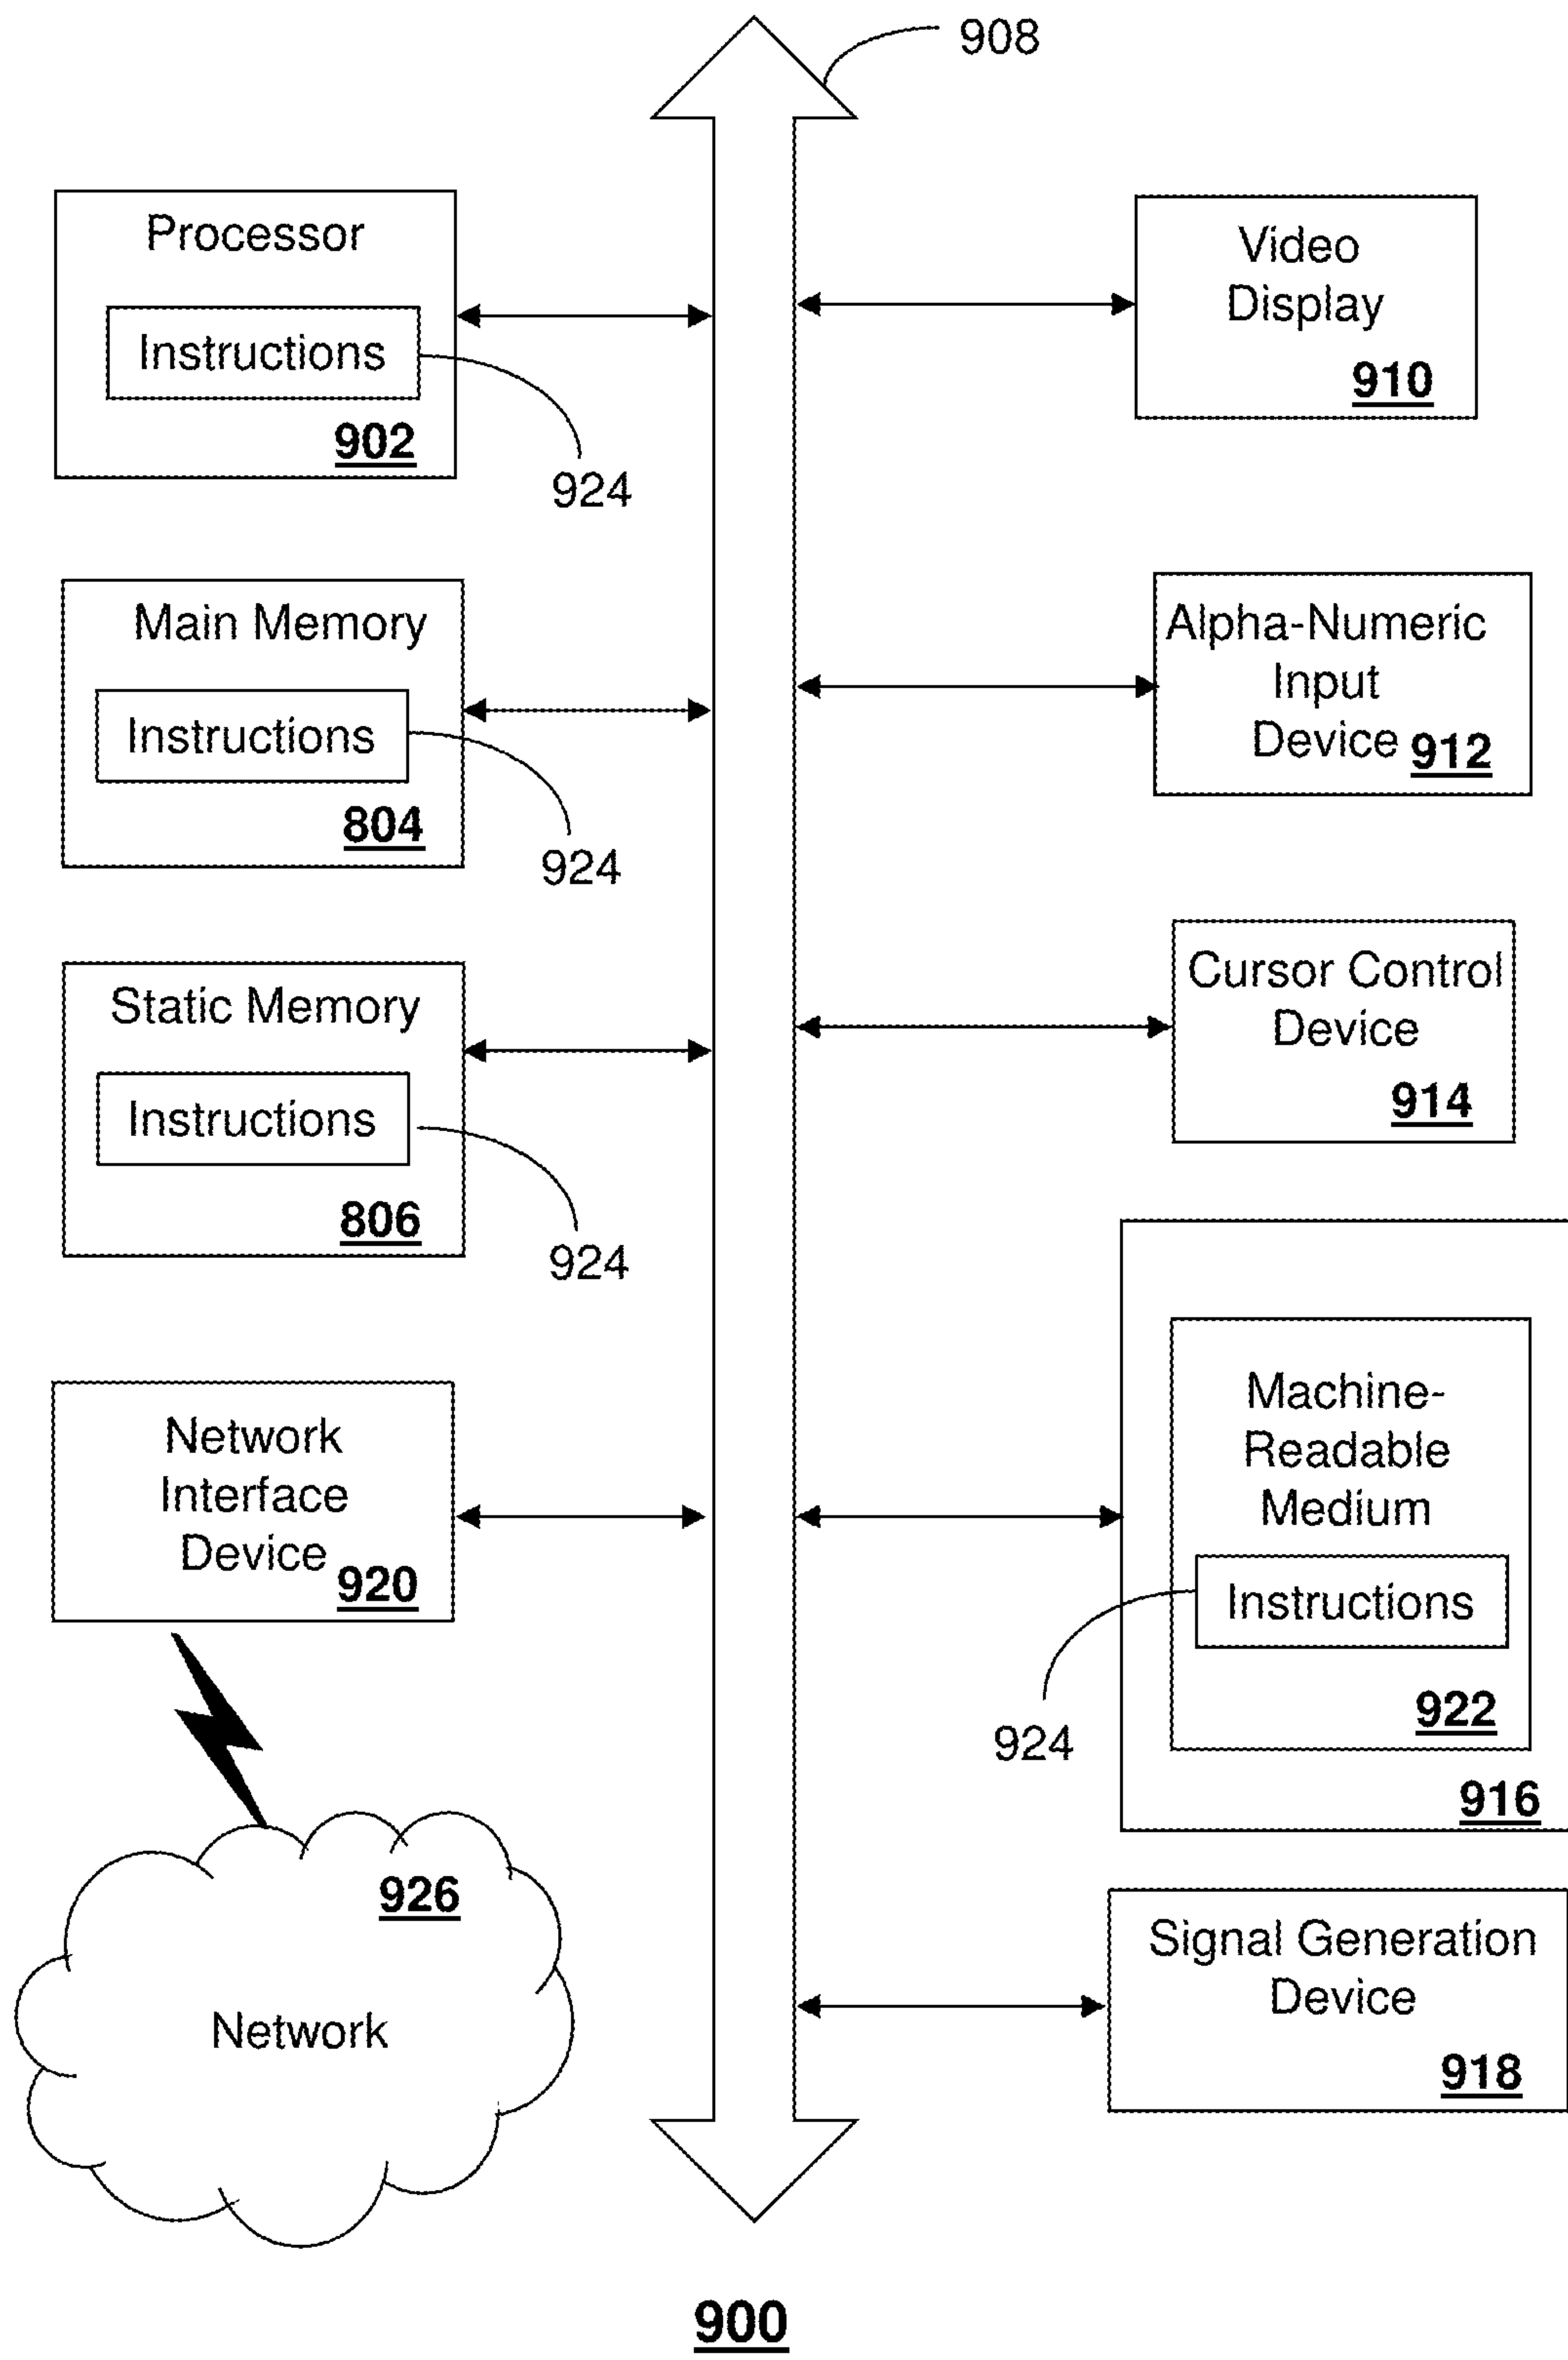 908
Processor
Instructions
902
924
Main Memory
Instructions
804
924
Static Memory
Instructions
806
924
Network
Interface
Device
920
926
Network
Video
Display
910
Alpha-Numeric
Input
Device 912
Cursor Control
Device
914
Machine-
Readable
Medium
Instructions
922
924
916
Signal Generation
Device
918
900